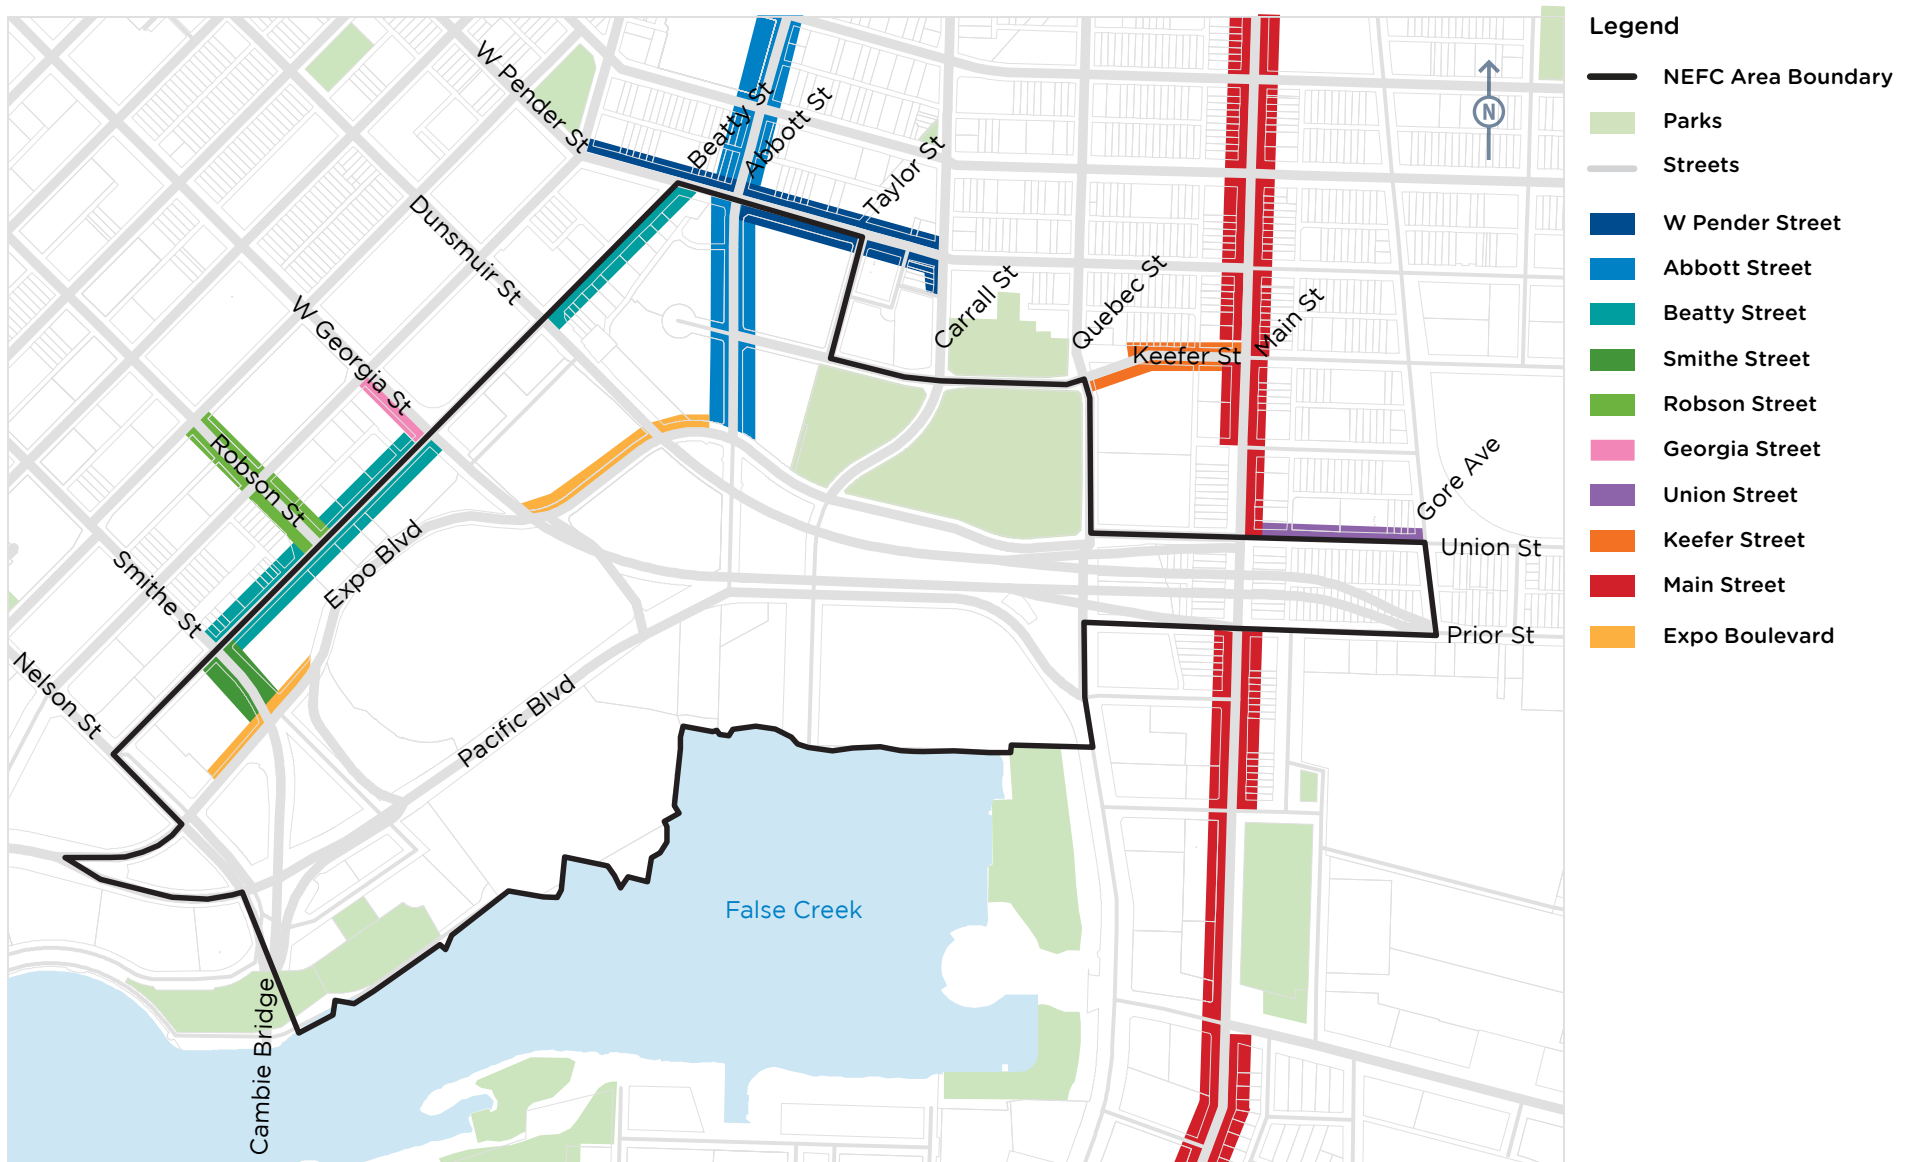 Legend
NEFC Area Boundary
Parks
Streets
W Pender Street
Abbott Street
Beatty Street
Smithe Street
Robson Street
Georgia Street
Union Street
Keefer Street
Main Street
Expo Boulevard
N
W Pender St
Beatty St
Abbott St
Taylor St
Dunsmuir St
Carrall St
Quebec St
Main St
Keefer St
W Georgia St
Robson St
Gore Ave
Union St
Expo Blvd
Smithe St
Prior St
Nelson St
Pacific Blvd
False Creek
Cambie Bridge